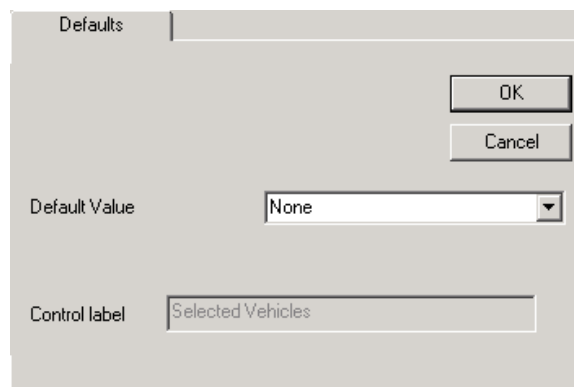 Defaults
OK
Cancel
Default Value
None
Control label
Selected Vehicles